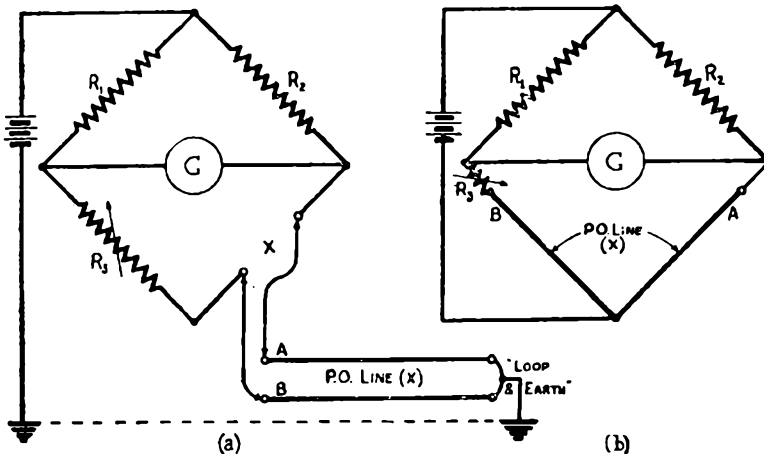 R1
R2
G
R3
X
A
B
P.O. LINE (X)
"LOOP
& EARTH"
(a)
R1
R2
G
R3
B
A
P.O. LINE
(X)
(b)